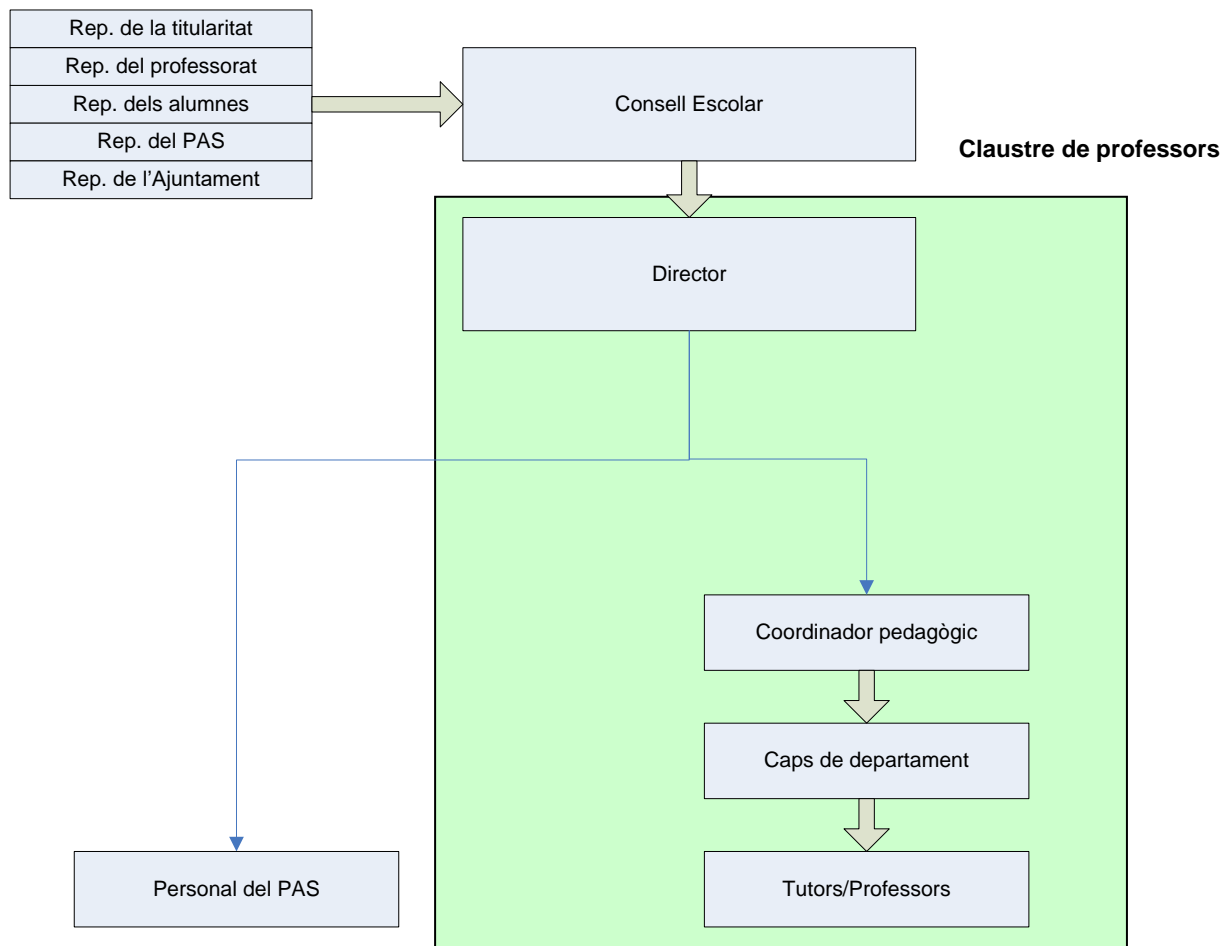 Rep. de la titularitat
Rep. del professorat
Rep. dels alumnes
Rep. del PAS
Rep. de l'Ajuntament
Consell Escolar
Claustre de professors
Director
Coordinador pedagògic
Caps de departament
Personal del PAS
Tutors/Professors